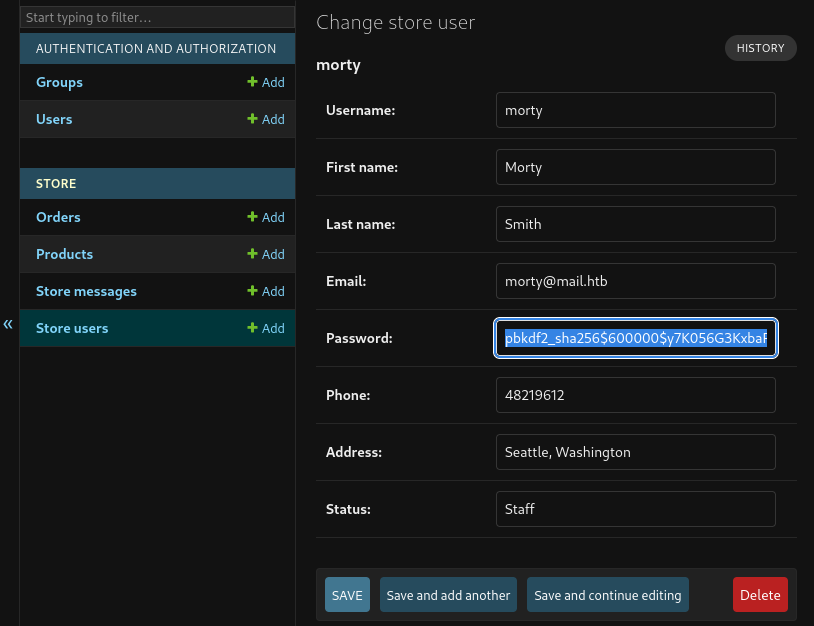 Start typing to filter…
AUTHENTICATION AND AUTHORIZATION
Groups + Add
Users + Add
STORE
Orders + Add
Products + Add
Store messages + Add
Store users + Add
«
Change store user
HISTORY
morty
Username: morty
First name: Morty
Last name: Smith
Email: morty@mail.htb
Password: pbkdf2_sha256$600000$y7K056G3Kxba
Phone: 48219612
Address: Seattle, Washington
Status: Staff
SAVE Save and add another Save and continue editing Delete